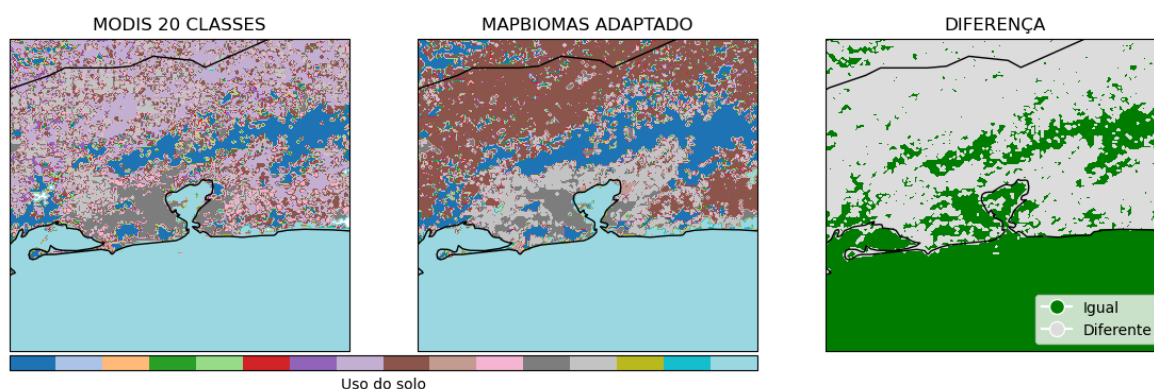 MODIS 20 CLASSES
MAPBIOMAS ADAPTADO
DIFERENÇA
Igual
Diferente
Uso do solo